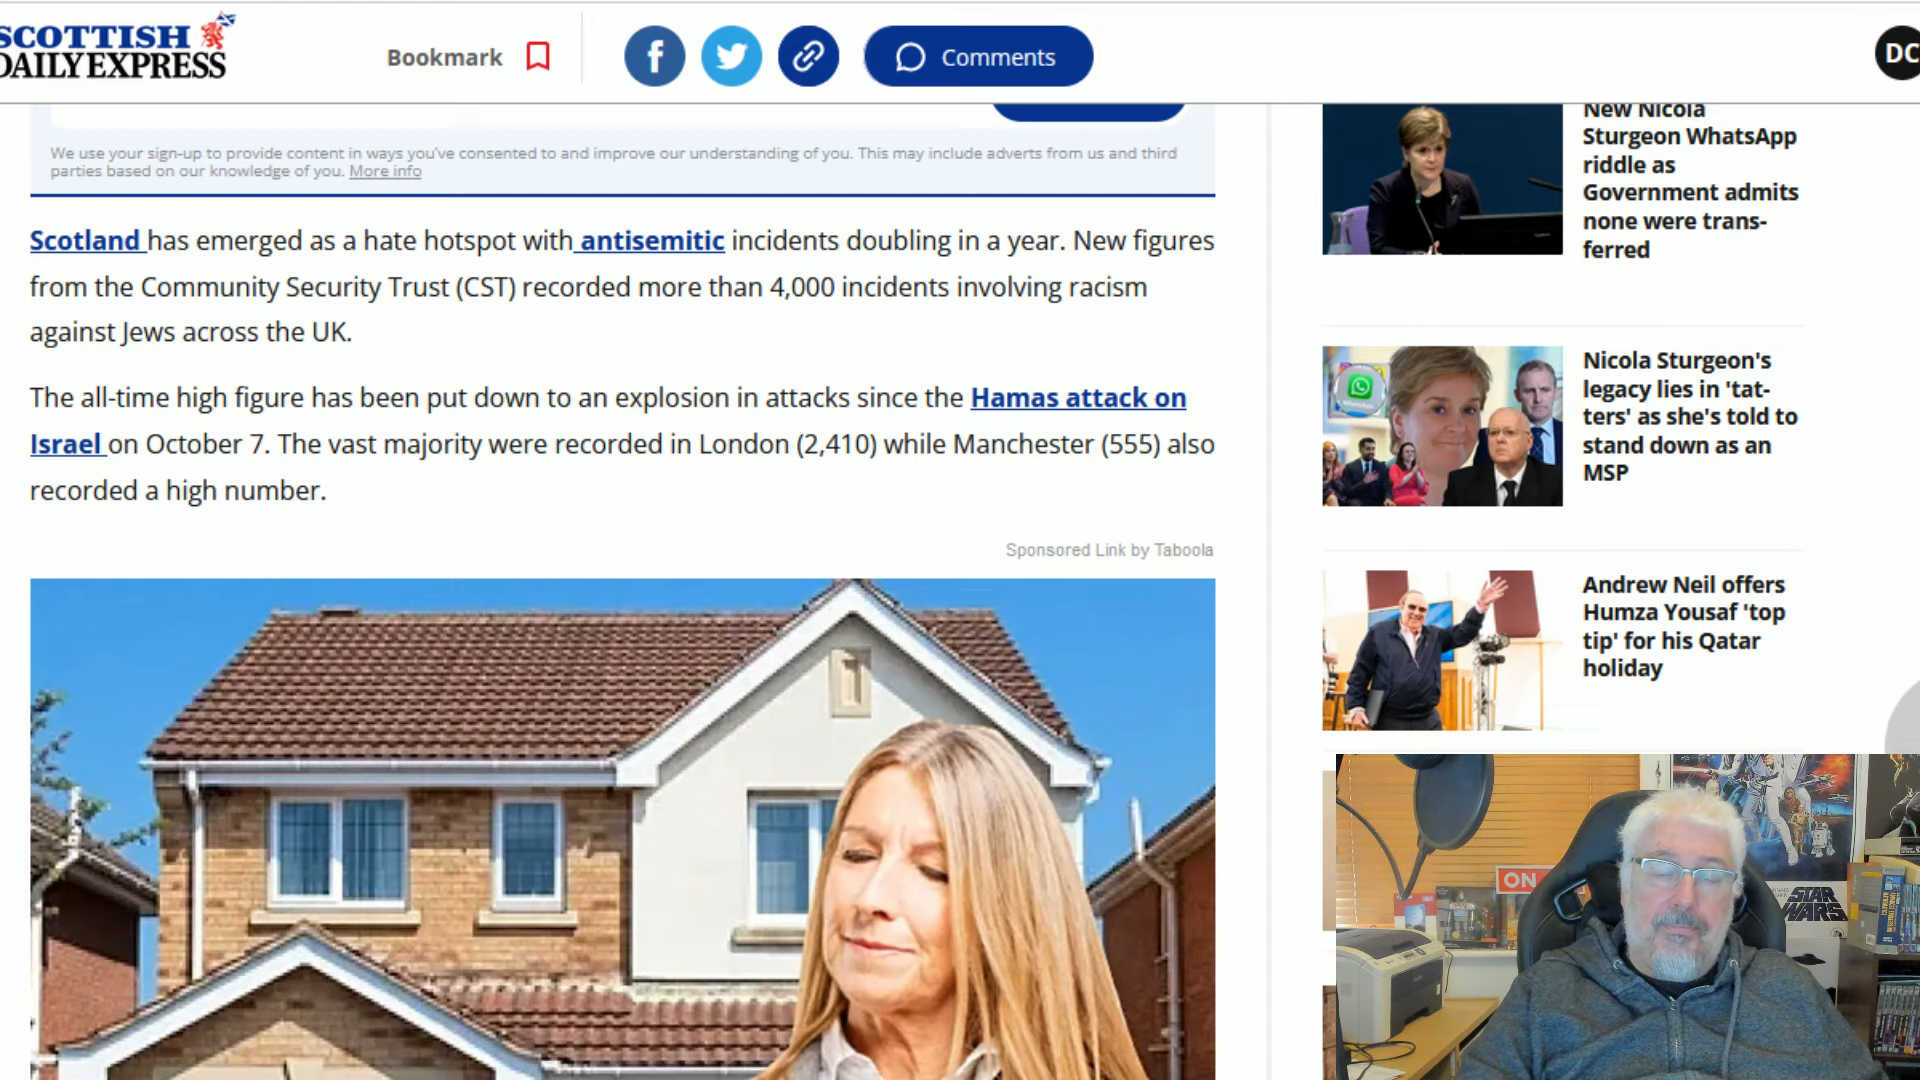 SCOTTISH
DAILY EXPRESS
Bookmark
Comments
DC
We use your sign-up to provide content in ways you've consented to and improve our understanding of you. This may include adverts from us and third
parties based on our knowledge of you. More info
Scotland has emerged as a hate hotspot with antisemitic incidents doubling in a year. New figures
from the Community Security Trust (CST) recorded more than 4,000 incidents involving racism
against Jews across the UK.
The all-time high figure has been put down to an explosion in attacks since the Hamas attack on
Israel on October 7. The vast majority were recorded in London (2,410) while Manchester (555) also
recorded a high number.
Sponsored Link by Taboola
New Nicola
Sturgeon WhatsApp
riddle as
Government admits
none were trans-
ferred
Nicola Sturgeon's
legacy lies in 'tat-
ters' as she's told to
stand down as an
MSP
Andrew Neil offers
Humza Yousaf 'top
tip' for his Qatar
holiday
ON
STAR
WARS